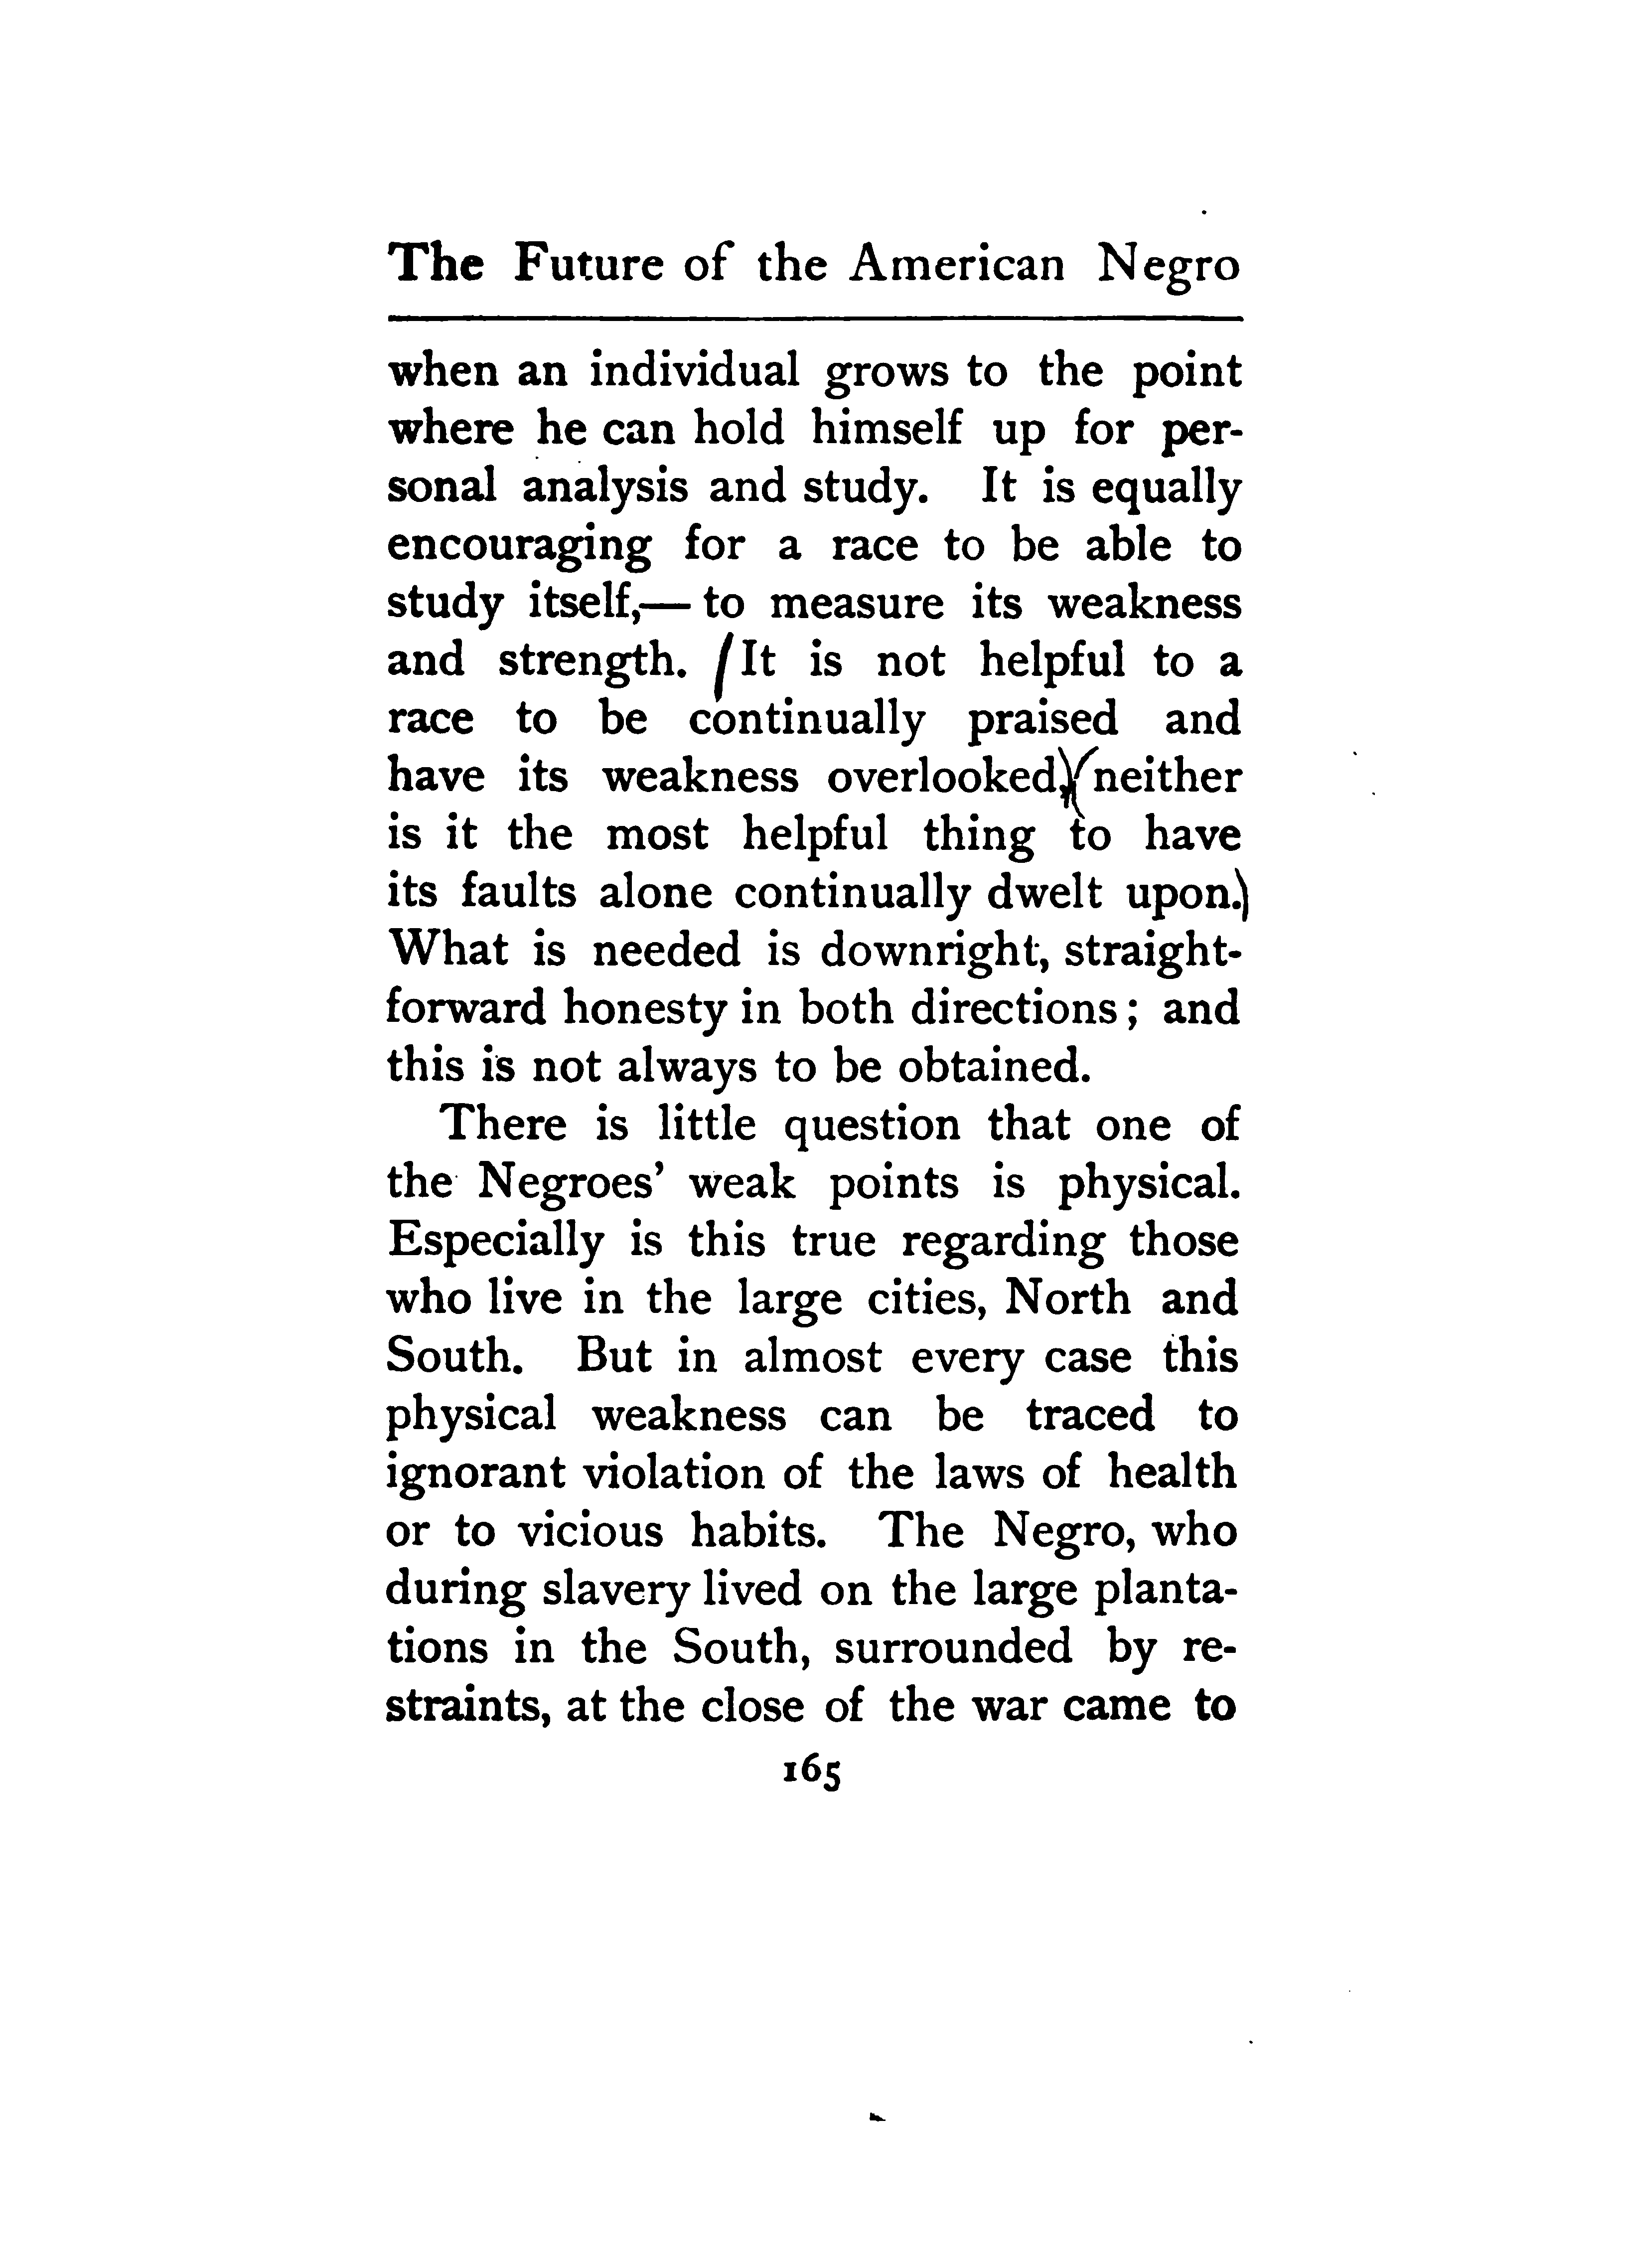 The Future of the American Negro
when an individual grows to the point
where he can hold himself up for per-
sonal analysis and study. It is equally
encouraging for a race to be able to
study itself,— to measure its weakness
and strength. (It is not helpful to a
race to be continually praised and
have its weakness overlooked,)(neither
is it the most helpful thing to have
its faults alone continually dwelt upon.)
What is needed is downright, straight-
forward honesty in both directions; and
this is not always to be obtained.
There is little question that one of
the Negroes' weak points is physical.
Especially is this true regarding those
who live in the large cities, North and
South. But in almost every case this
physical weakness can be traced to
ignorant violation of the laws of health
or to vicious habits. The Negro, who
during slavery lived on the large planta-
tions in the South, surrounded by re-
straints, at the close of the war came to
165